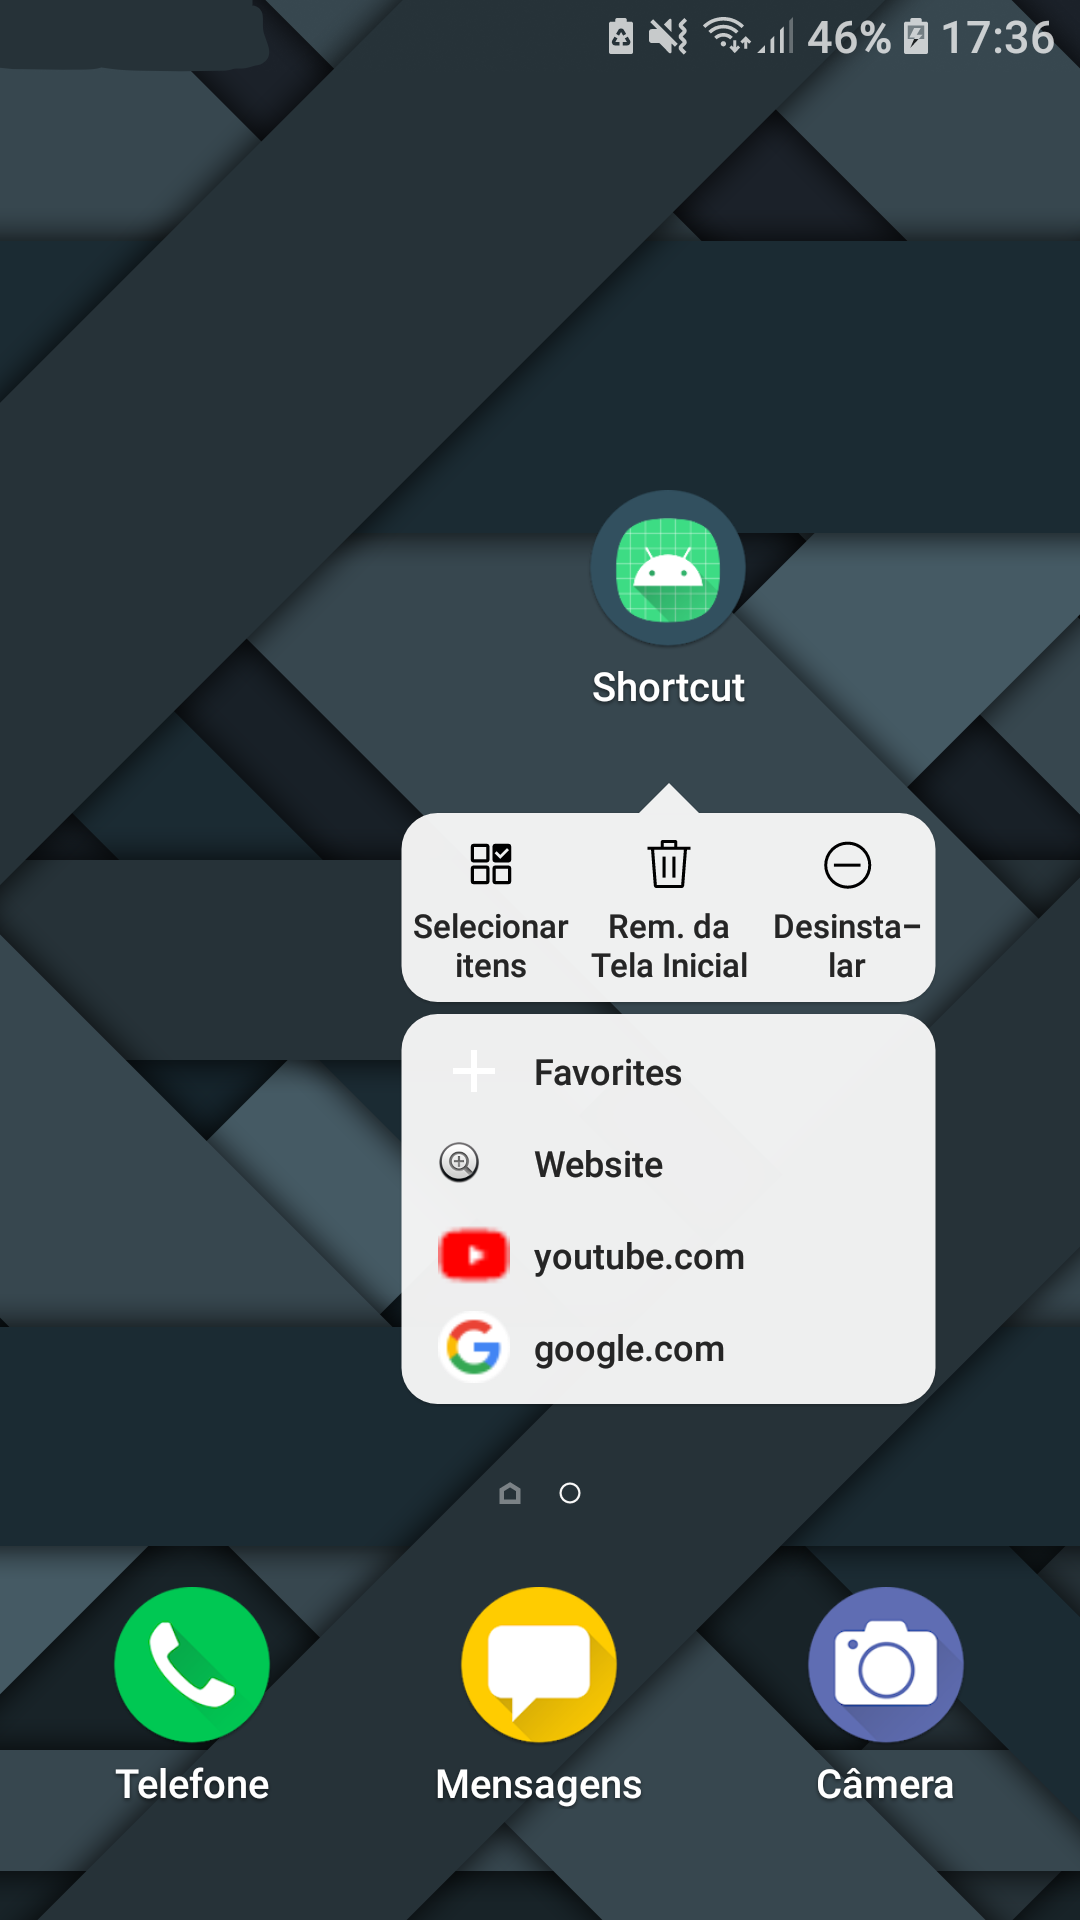 46% 17:36
Shortcut
Selecionar
itens
Rem. da
Tela Inicial
Desinsta-
lar
Favorites
Website
youtube.com
google.com
Telefone
Mensagens
Câmera